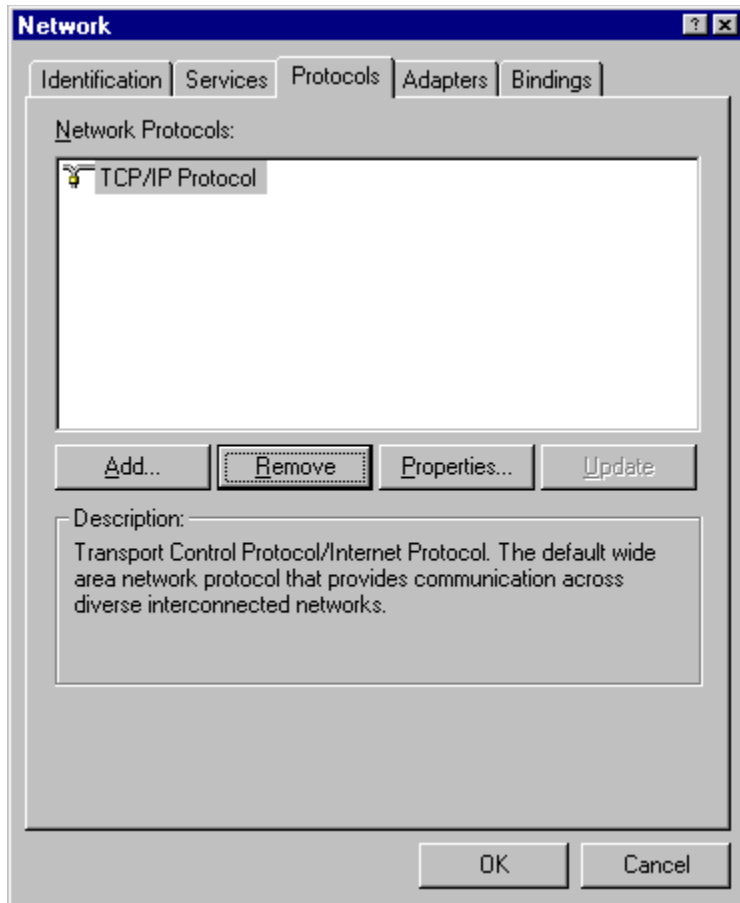 Network
Identification Services Protocols Adapters Bindings
Network Protocols:
TCP/IP Protocol
Add... Remove Properties... Update
Description:
Transport Control Protocol/Internet Protocol. The default wide
area network protocol that provides communication across
diverse interconnected networks.
OK Cancel